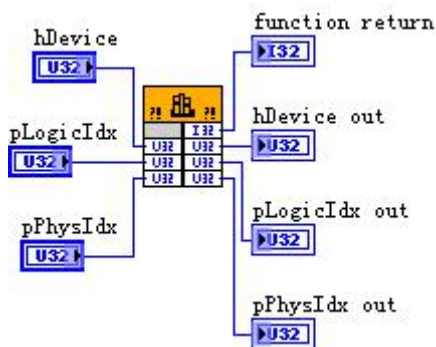 function return
hDevice
I32
U32
hDevice out
?! ?!
I32
pLogicIdx
U32 U32
U32
U32 U32
U32
U32 U32
pLogicIdx out
pPhysIdx
U32
U32
pPhysIdx out
U32